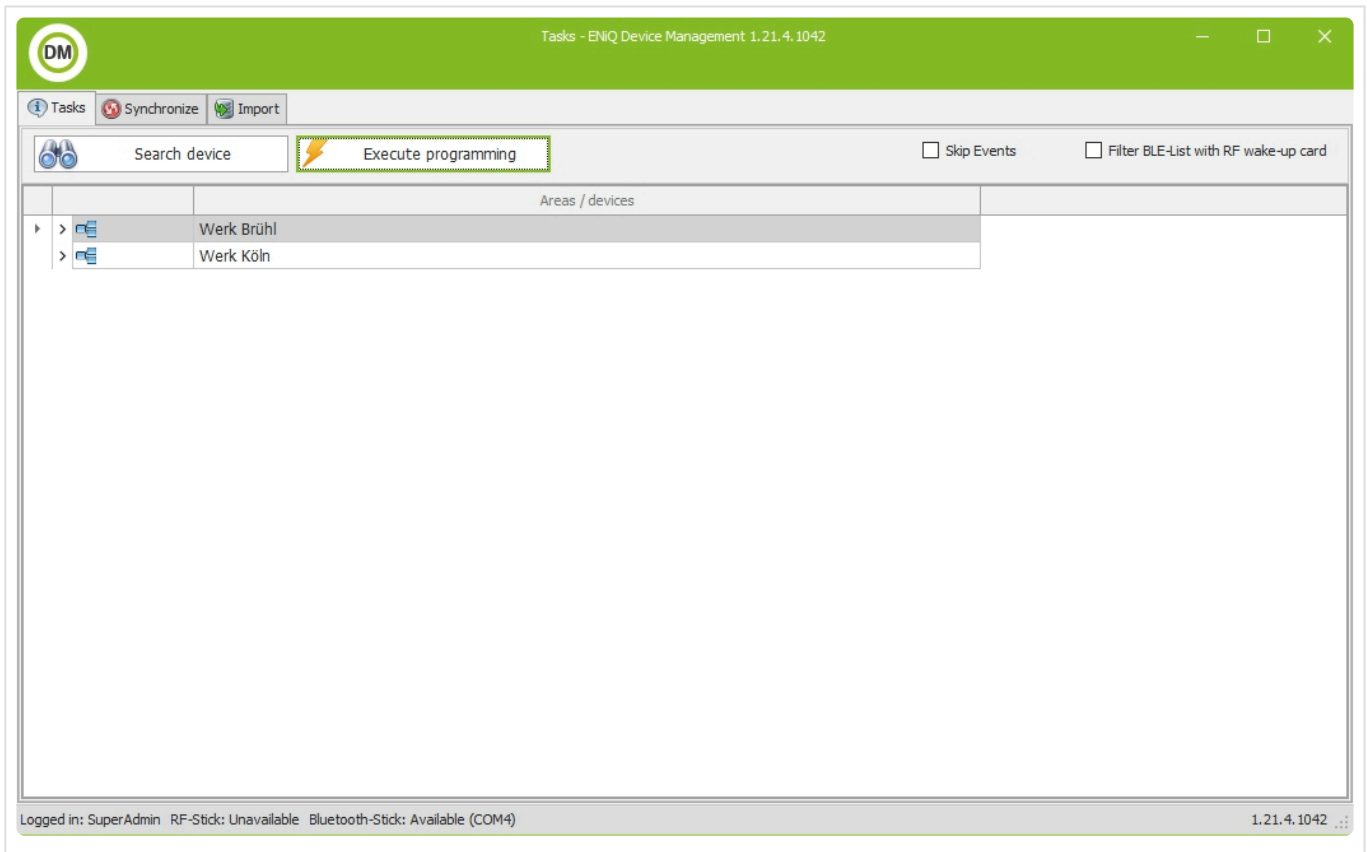 Tasks - ENiQ Device Management 1.21.4.1042
DM
Tasks Synchronize Import
Search device Execute programming Skip Events Filter BLE-List with RF wake-up card
Areas / devices
Werk Brühl
Werk Köln
Logged in: SuperAdmin RF-Stick: Unavailable Bluetooth-Stick: Available (COM4) 1.21.4.1042